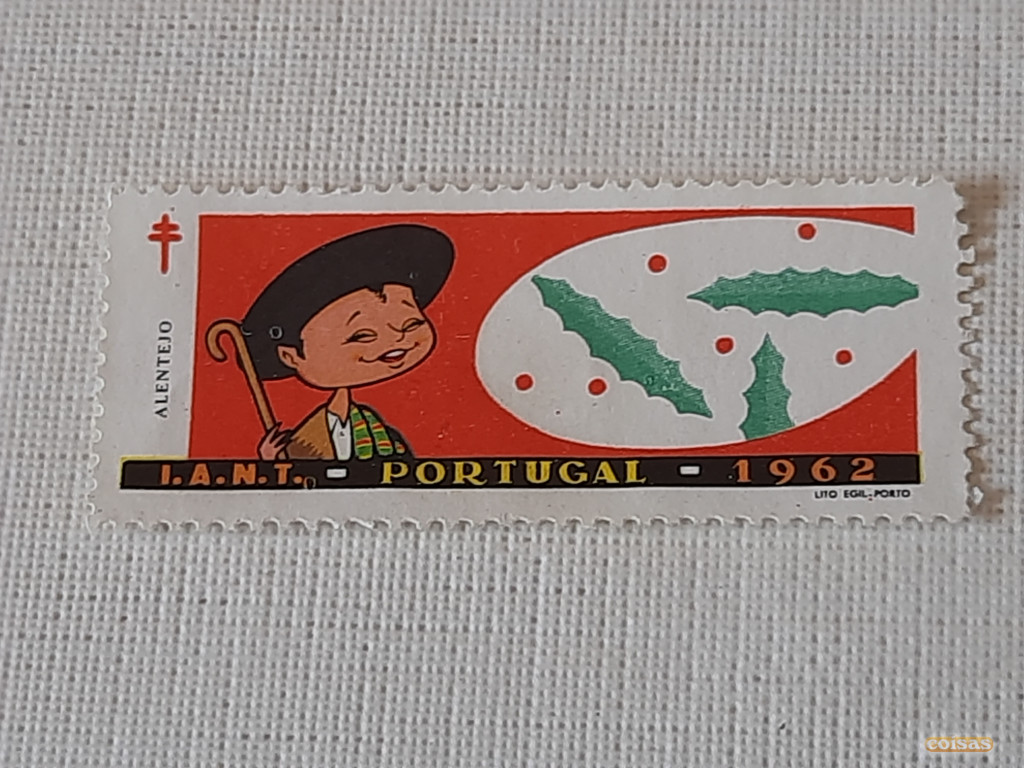 ALENTEJO
I.A.N.T. - PORTUGAL - 1962
LITO EGIL-PORTO
coisas